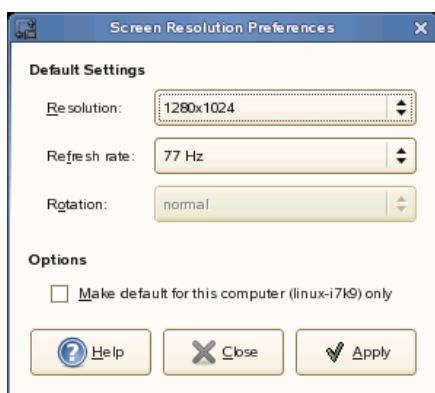 Screen Resolution Preferences
Default Settings
Resolution: 1280x1024
Refresh rate: 77 Hz
Rotation: normal
Options
Make default for this computer (linux-i7k9) only
Help Close Apply